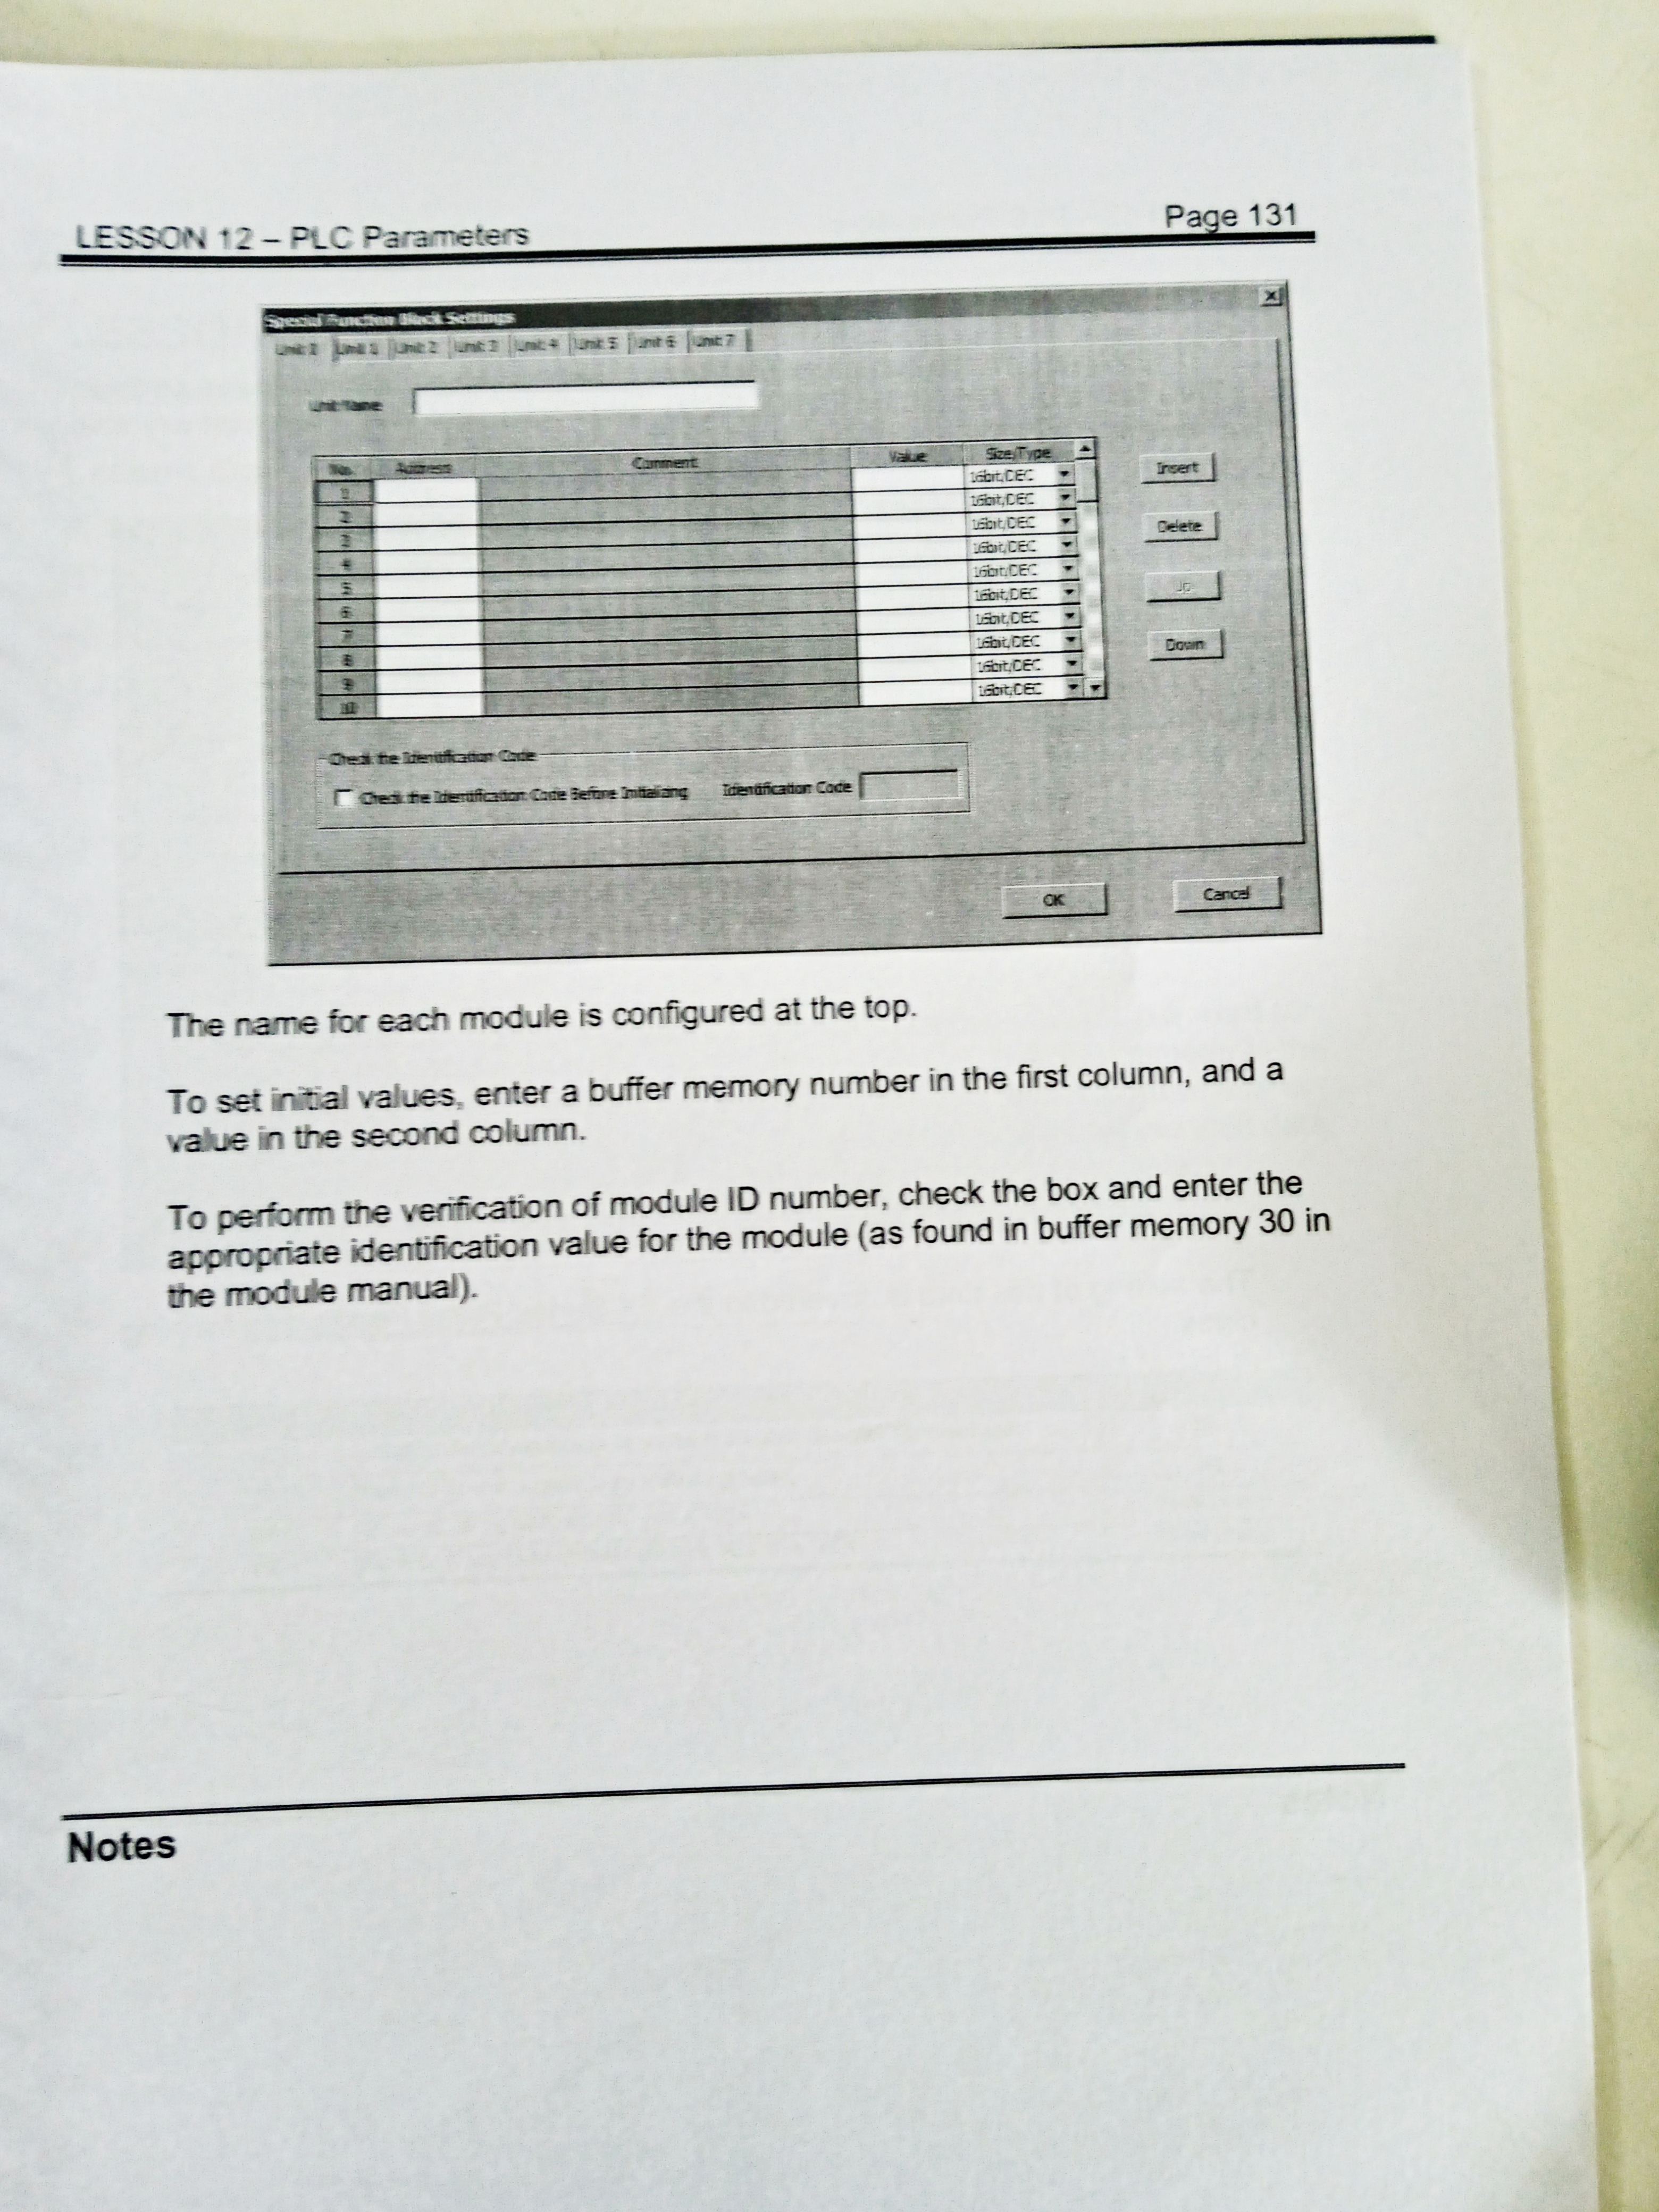 LESSON 12 – PLC Parameters
Page 131
Special Function Block Settings
Unit 0 Unit 1 Unit 2 Unit 3 Unit 4 Unit 5 Unit 6 Unit 7
Unit Name
No. Address Comment Value Size/Type
1 16bit/DEC
2 16bit/DEC
3 16bit/DEC
4 16bit/DEC
5 16bit/DEC
6 16bit/DEC
7 16bit/DEC
8 16bit/DEC
9 16bit/DEC
10 16bit/DEC
Insert
Delete
Up
Down
Check the Identification Code
Check the Identification Code Before Initializing Identification Code
OK Cancel
The name for each module is configured at the top.
To set initial values, enter a buffer memory number in the first column, and a
value in the second column.
To perform the verification of module ID number, check the box and enter the
appropriate identification value for the module (as found in buffer memory 30 in
the module manual).
Notes